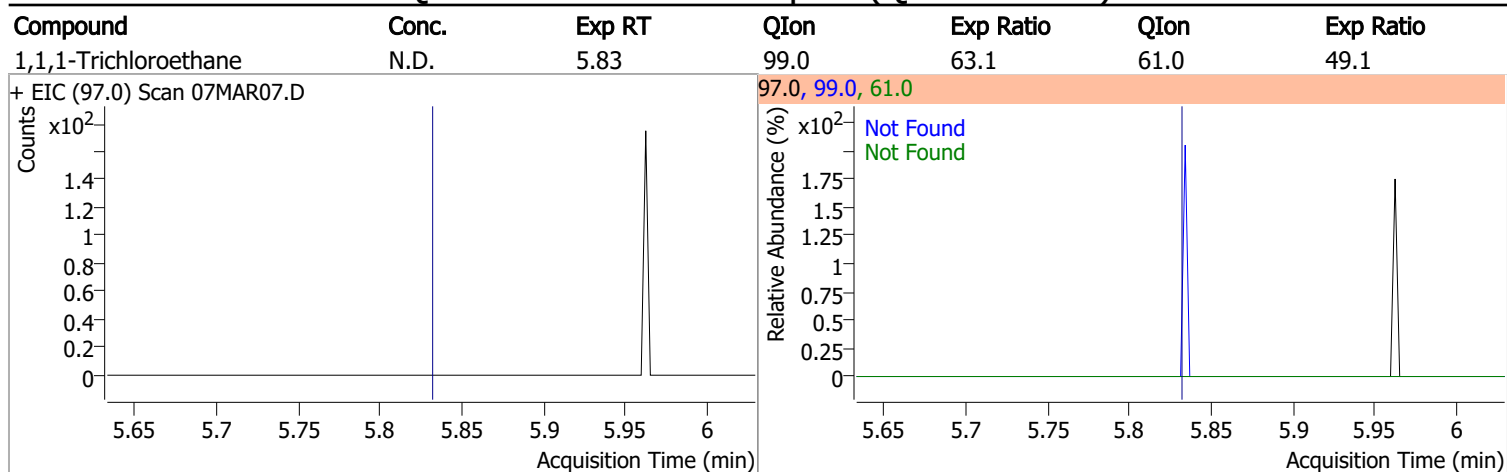 Compound Conc. Exp RT QIon Exp Ratio QIon Exp Ratio
1,1,1-Trichloroethane N.D. 5.83 99.0 63.1 61.0 49.1
+ EIC (97.0) Scan 07MAR07.D
Counts
x10²
1.4
1.2
1
0.8
0.6
0.4
0.2
0
5.65 5.7 5.75 5.8 5.85 5.9 5.95 6
Acquisition Time (min)
97.0, 99.0, 61.0
Relative Abundance (%)
x10²
Not Found
Not Found
1.75
1.5
1.25
1
0.75
0.5
0.25
0
5.65 5.7 5.75 5.8 5.85 5.9 5.95 6
Acquisition Time (min)